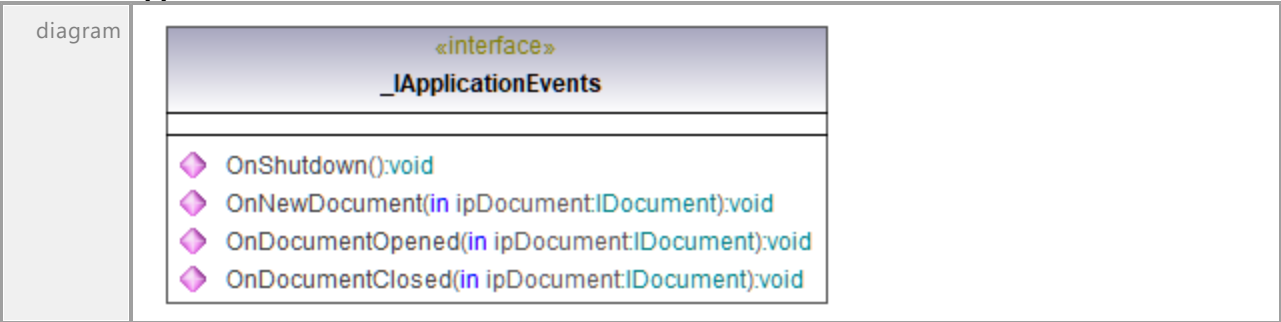 diagram
«interface»
_IApplicationEvents
OnShutdown():void
OnNewDocument(in ipDocument:IDocument):void
OnDocumentOpened(in ipDocument:IDocument):void
OnDocumentClosed(in ipDocument:IDocument):void